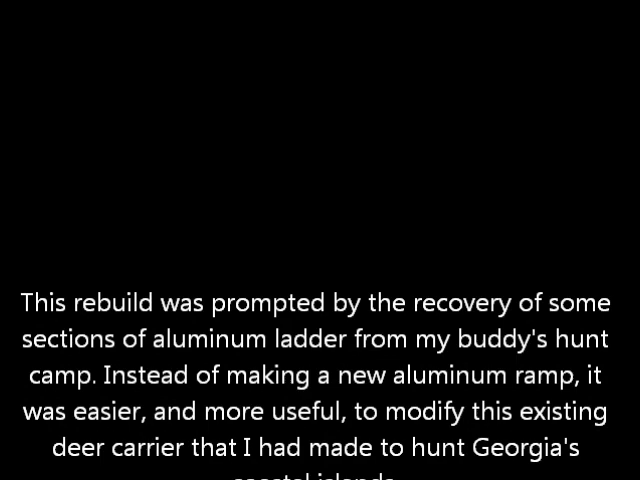 This rebuild was prompted by the recovery of some
sections of aluminum ladder from my buddy's hunt
camp. Instead of making a new aluminum ramp, it
was easier, and more useful, to modify this existing
deer carrier that I had made to hunt Georgia's
coastal islands